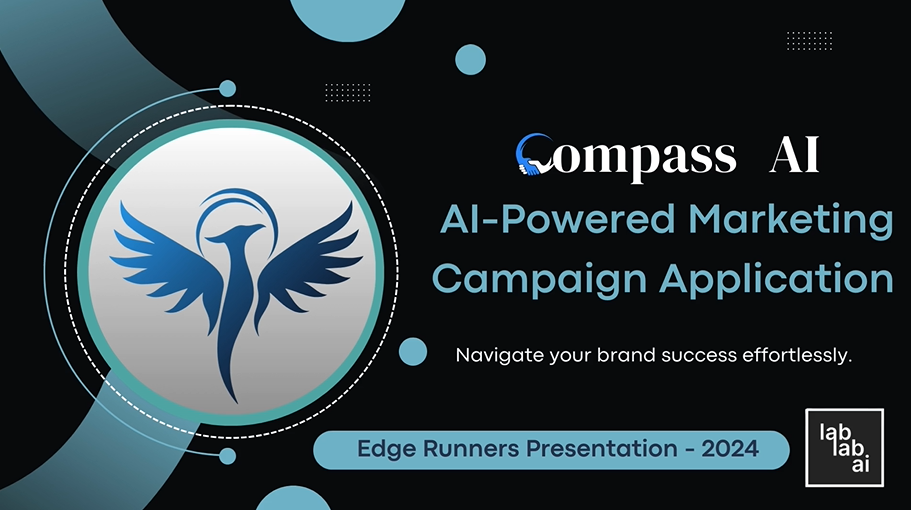 Compass AI
AI-Powered Marketing
Campaign Application
Navigate your brand success effortlessly.
Edge Runners Presentation - 2024
lab
lab
ai